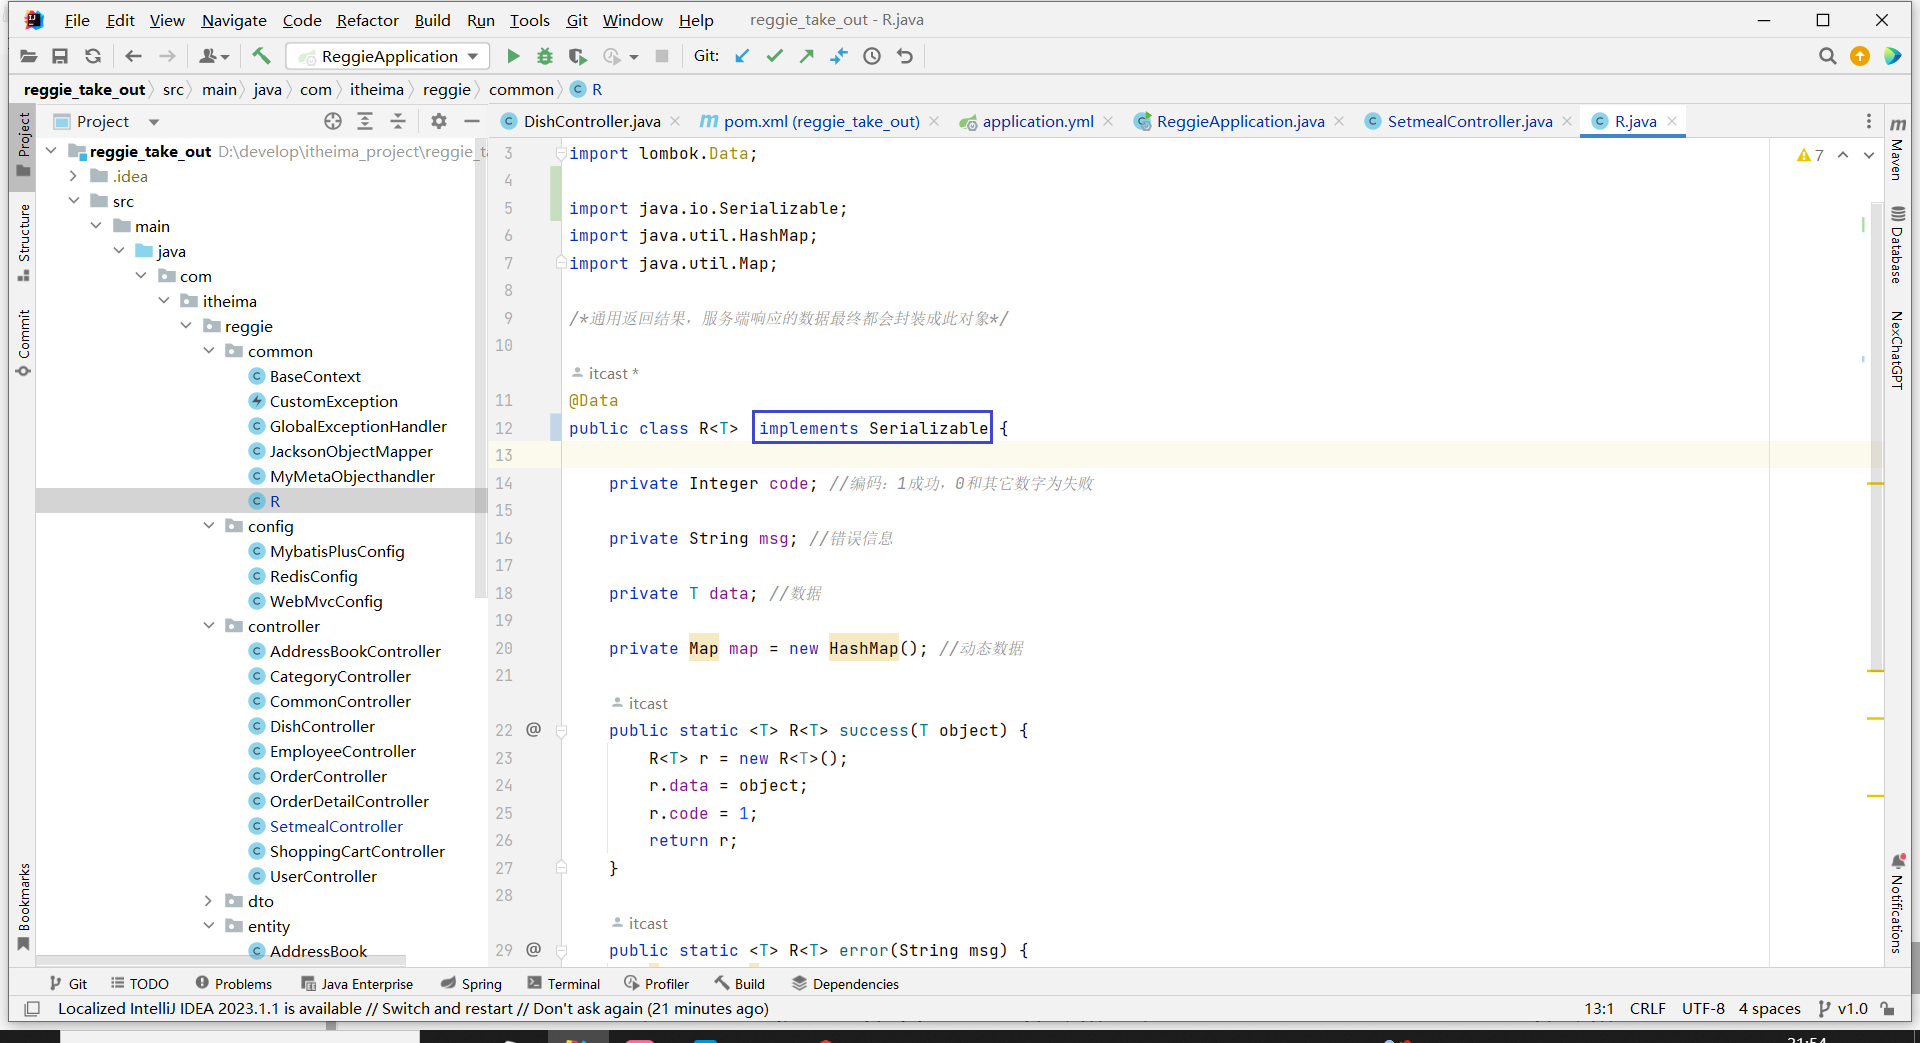 File Edit View Navigate Code Refactor Build Run Tools Git Window Help reggie_take_out - R.java
ReggieApplication Git:
reggie_take_out src main java com itheima reggie common R
Project
DishController.java pom.xml (reggie_take_out) application.yml ReggieApplication.java SetmealController.java R.java
reggie_take_out D:\develop\itheima_project\reggie_ta
.idea
src
main
java
com
itheima
reggie
common
BaseContext
CustomException
GlobalExceptionHandler
JacksonObjectMapper
MyMetaObjecthandler
R
config
MybatisPlusConfig
RedisConfig
WebMvcConfig
controller
AddressBookController
CategoryController
CommonController
DishController
EmployeeController
OrderController
OrderDetailController
SetmealController
ShoppingCartController
UserController
dto
entity
AddressBook
Project
Structure
Commit
Bookmarks
3 import lombok.Data;
4
5 import java.io.Serializable;
6 import java.util.HashMap;
7 import java.util.Map;
8
9 /*通用返回结果，服务端响应的数据最终都会封装成此对象*/
10
itcast *
11 @Data
12 public class R<T> implements Serializable {
13
14 private Integer code; //编码：1成功，0和其它数字为失败
15
16 private String msg; //错误信息
17
18 private T data; //数据
19
20 private Map map = new HashMap(); //动态数据
21
itcast
22 @ public static <T> R<T> success(T object) {
23 R<T> r = new R<T>();
24 r.data = object;
25 r.code = 1;
26 return r;
27 }
28
itcast
29 @ public static <T> R<T> error(String msg) {
7
m
Maven
Database
NexChatGPT
Notifications
Git TODO Problems Java Enterprise Spring Terminal Profiler Build Dependencies
Localized IntelliJ IDEA 2023.1.1 is available // Switch and restart // Don't ask again (21 minutes ago) 13:1 CRLF UTF-8 4 spaces v1.0